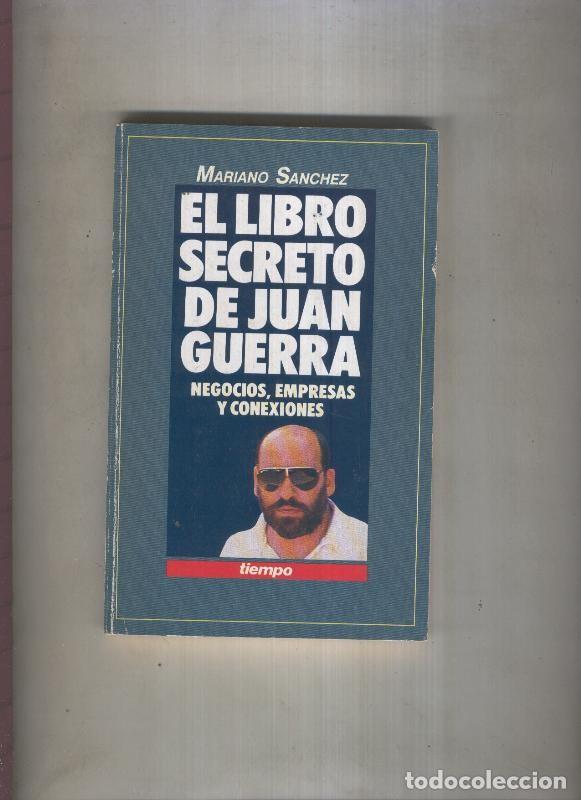 MARIANO SANCHEZ
EL LIBRO
SECRETO
DE JUAN
GUERRA
NEGOCIOS, EMPRESAS
Y CONEXIONES
tiempo
todocoleccion